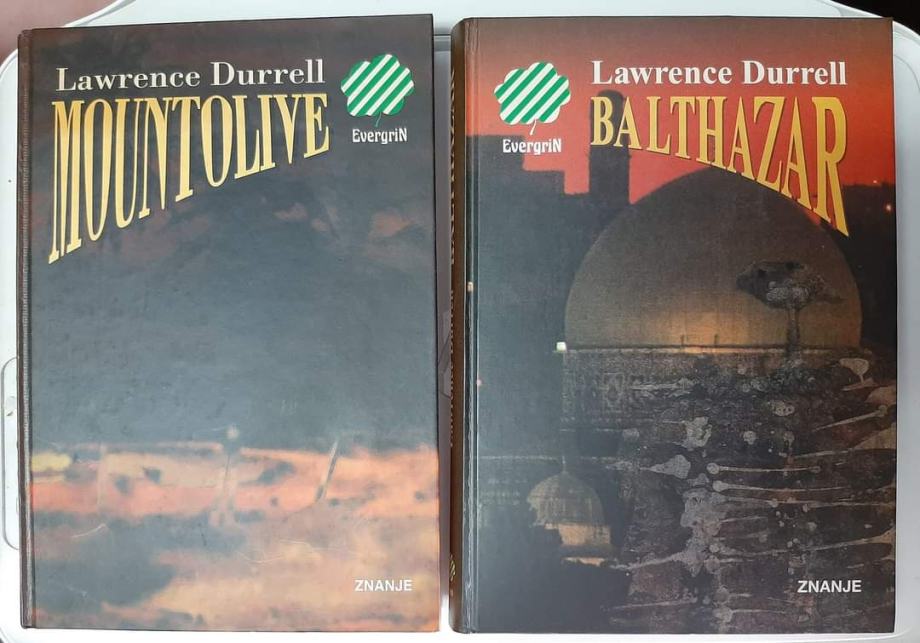 Lawrence Durrell
MOUNTOLIVE
EvergriN
ZNANJE
Lawrence Durrell
BALTHAZAR
EvergriN
ZNANJE